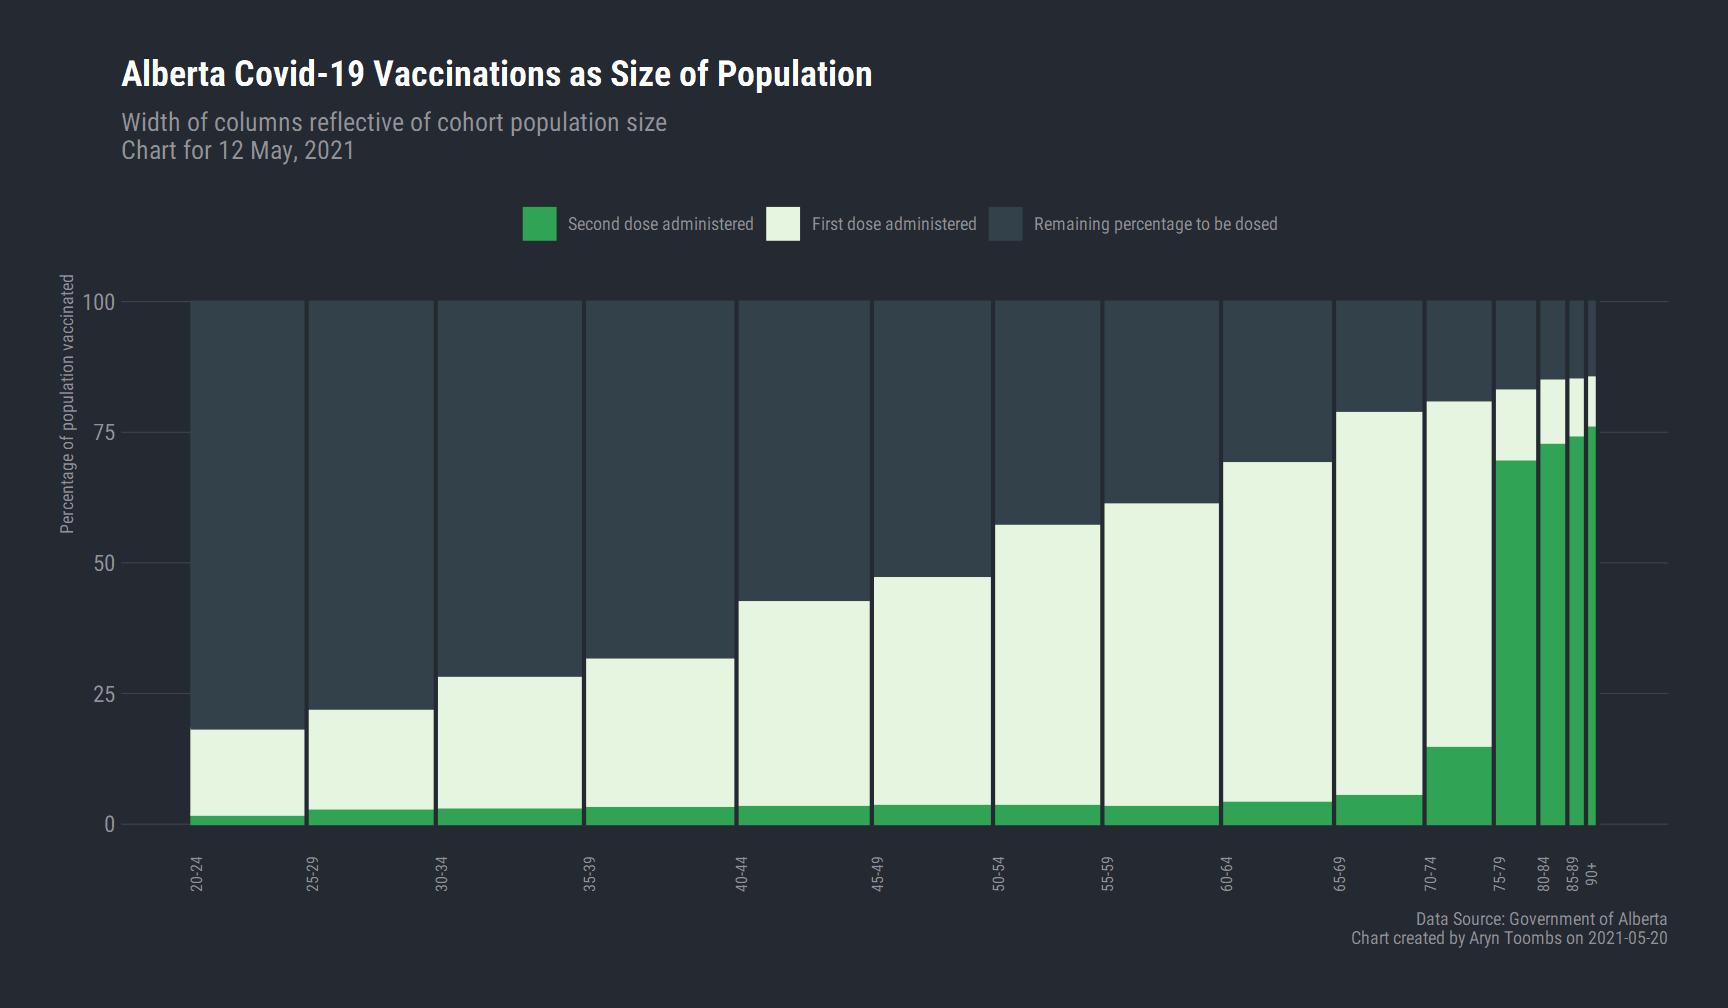 Alberta Covid-19 Vaccinations as Size of Population
Width of columns reflective of cohort population size
Chart for 12 May, 2021
Second dose administered
First dose administered
Remaining percentage to be dosed
Percentage of population vaccinated
100
75
50
25
0
20-24
25-29
30-34
35-39
40-44
45-49
50-54
55-59
60-64
65-69
70-74
75-79
80-84
85-89
90+
Data Source: Government of Alberta
Chart created by Aryn Toombs on 2021-05-20